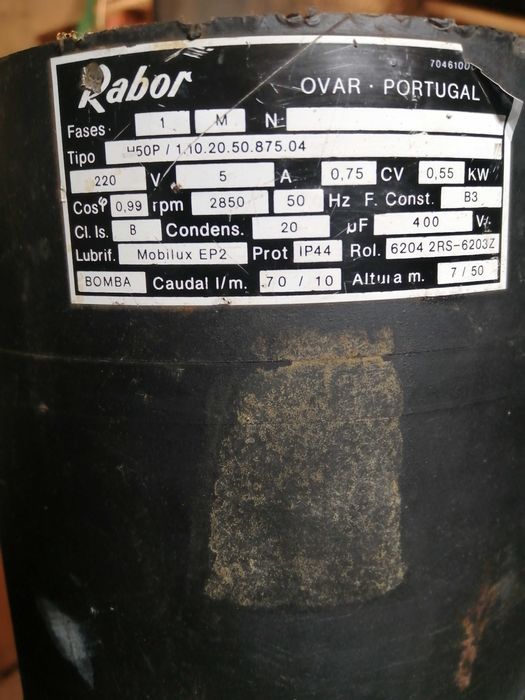 7046100
Rabor OVAR · PORTUGAL
Fases· 1 M N·
Tipo H50P / 1.10.20.50.875.04
220 V 5 A 0,75 CV 0,55 KW
Cosφ 0,99 rpm 2850 50 Hz F. Const. B3
Cl. Is. B Condens. 20 µF 400 V
Lubrif. Mobilux EP2 Prot IP44 Rol. 6204 2RS-6203Z
BOMBA Caudal l/m. 70 / 10 Altura m. 7 / 50